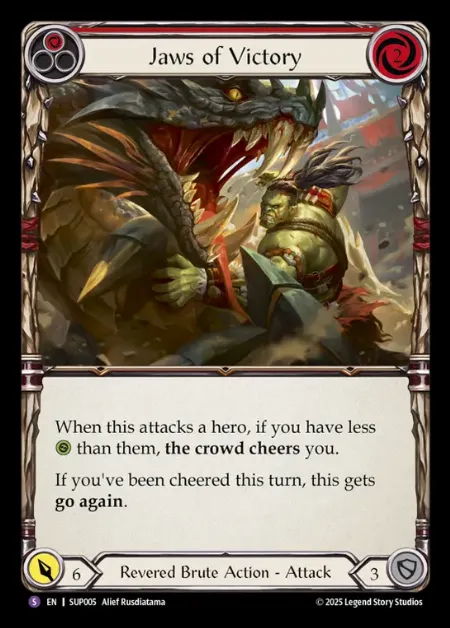 Jaws of Victory
2
When this attacks a hero, if you have less
than them, the crowd cheers you.
If you've been cheered this turn, this gets
go again.
6
Revered Brute Action - Attack
3
S EN | SUP005 Alief Rusdiatama
© 2025 Legend Story Studios